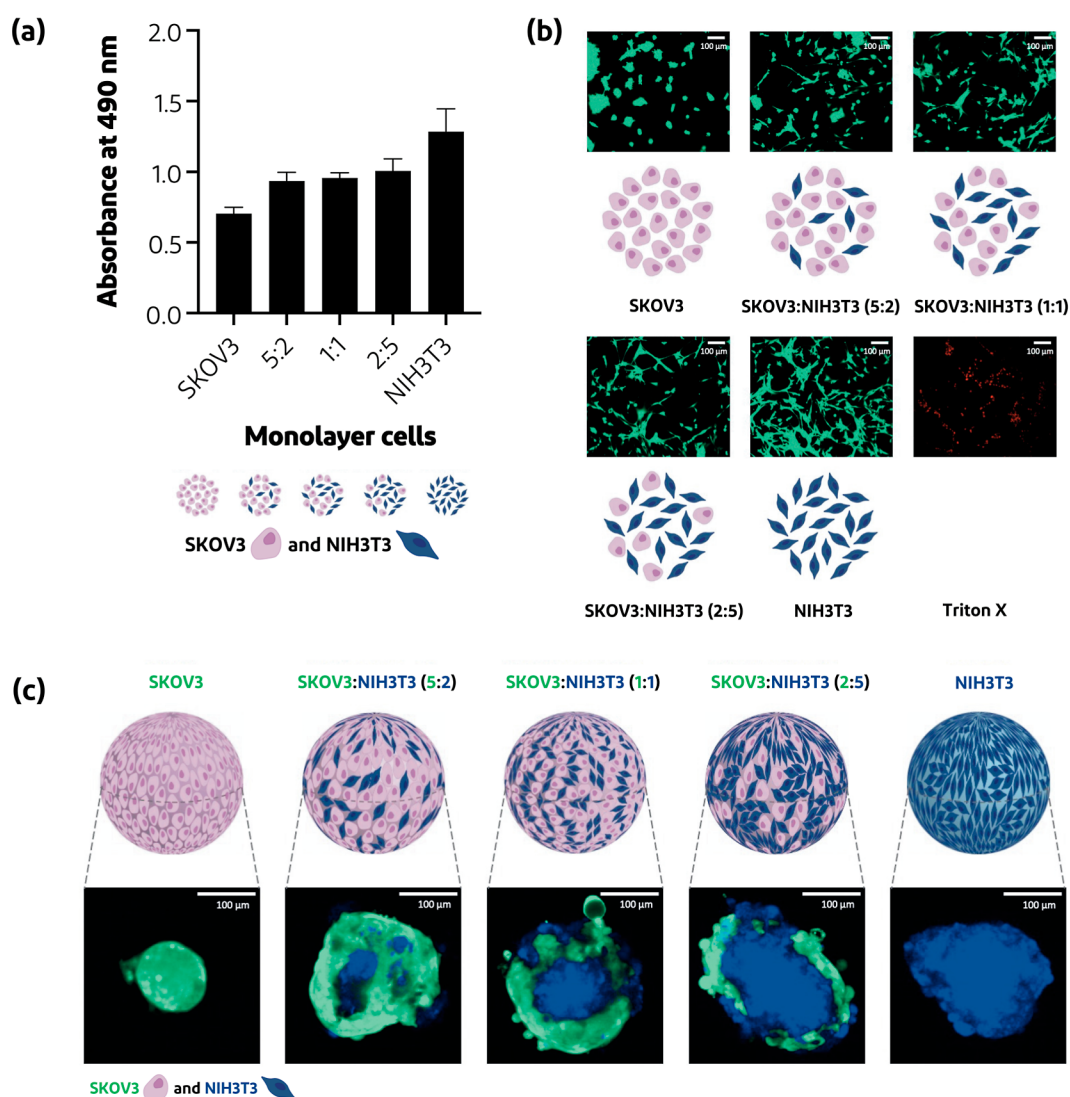 (a)
2.0
1.5
1.0
0.5
0.0
Absorbance at 490 nm
SKOV3
5:2
1:1
2:5
NIH3T3
Monolayer cells
SKOV3 and NIH3T3
(b)
100 µm
100 µm
100 µm
SKOV3
SKOV3:NIH3T3 (5:2)
SKOV3:NIH3T3 (1:1)
100 µm
100 µm
100 µm
SKOV3:NIH3T3 (2:5)
NIH3T3
Triton X
(c)
SKOV3
SKOV3:NIH3T3 (5:2)
SKOV3:NIH3T3 (1:1)
SKOV3:NIH3T3 (2:5)
NIH3T3
100 µm
100 µm
100 µm
100 µm
100 µm
SKOV3 and NIH3T3